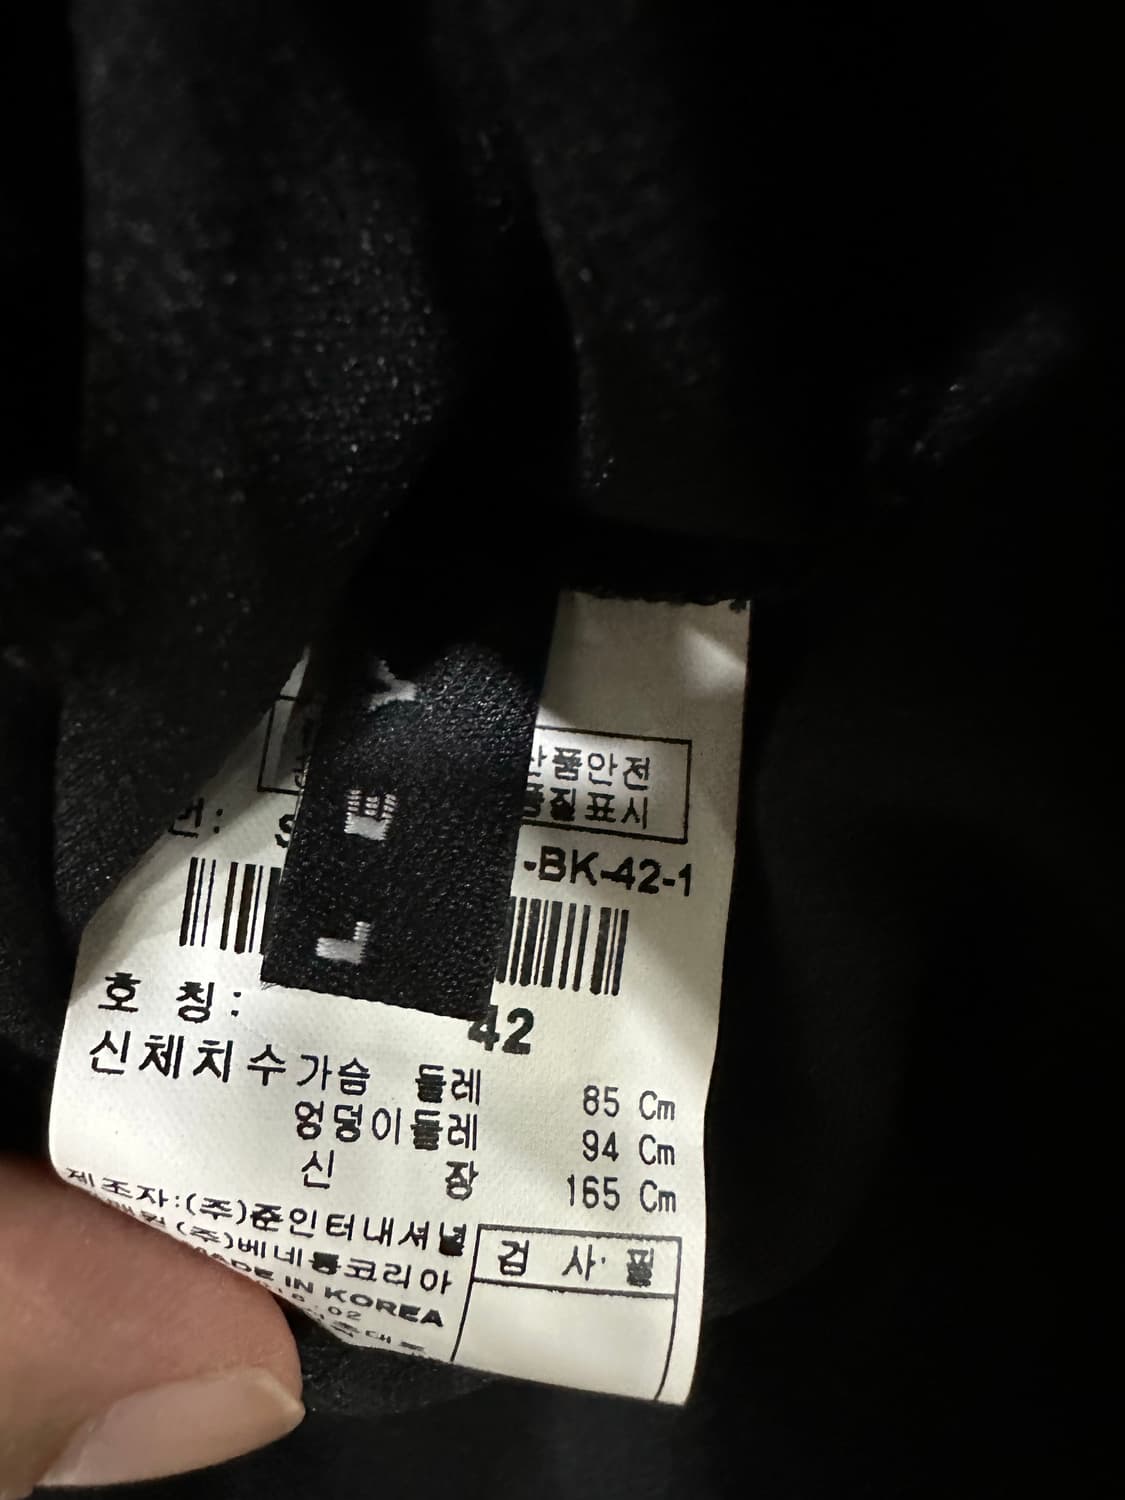 산품안전
품질표시
-BK-42-1
LEY
호 칭: 42
신체치수 가슴 둘레 85 Cm
엉덩이둘레 94 Cm
신 장 165 Cm
제조자:(주)준인터내셔널
(주)베네통코리아
MADE IN KOREA
검 사 필